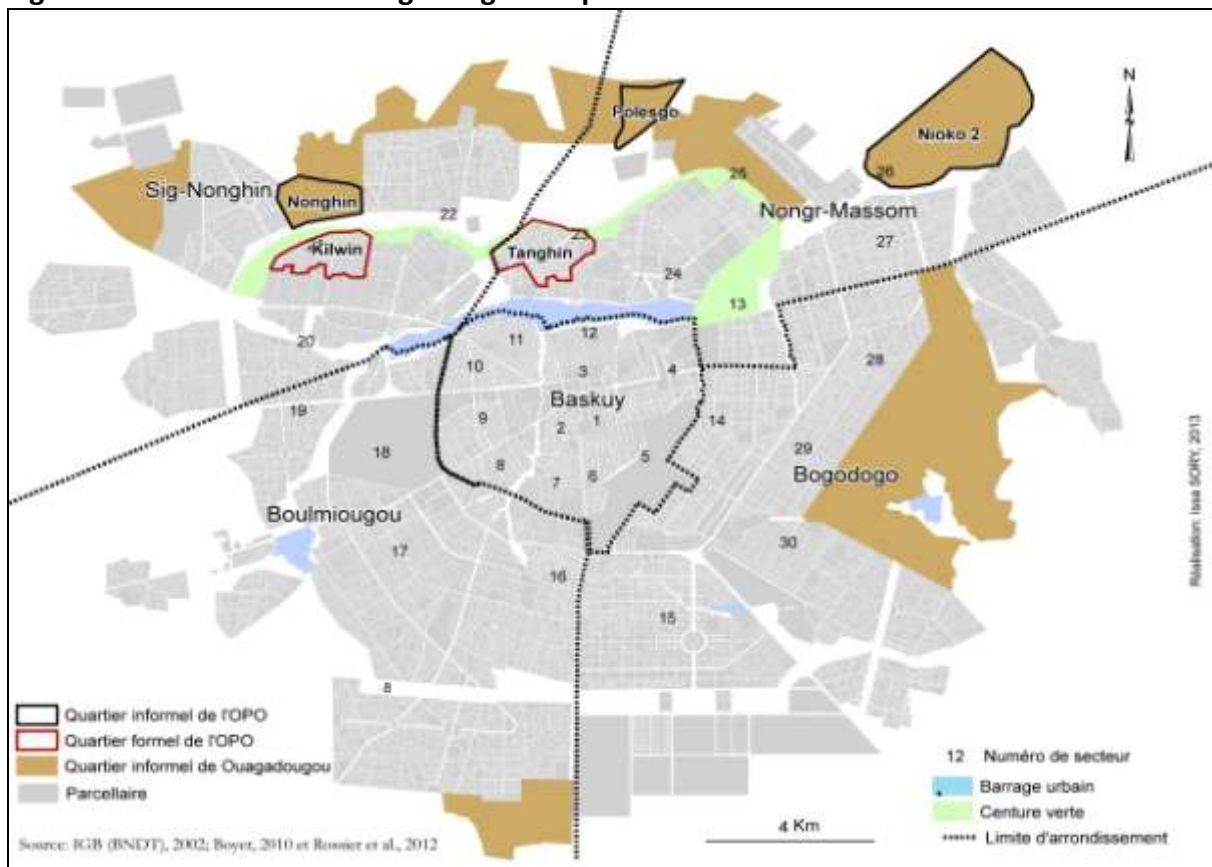 N
Polesgo
Nioko 2
26
Sig-Nonghin
Nonghin
25
22
Nongr-Massom
Kilwin
Tanghin
23
27
24
13
20
11
12
28
10
3
4
19
Baskuy
9
2
1
14
18
8
5
29
7
6
Bogodogo
Boulmiougou
30
17
16
15
8
Quartier informel de l'OPO
Quartier formel de l'OPO
Quartier informel de Ouagadougou
Parcellaire
12 Numéro de secteur
Barrage urbain
Centure verte
Limite d'arrondissement
4 Km
Source: IGB (BNDT), 2002; Boyer, 2010 et Rossier et al., 2012
Réalisation: Issa SORY, 2013